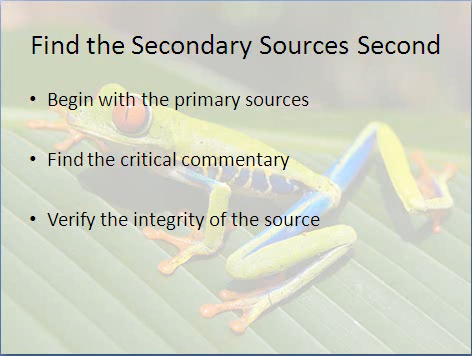 Find the Secondary Sources Second
• Begin with the primary sources
• Find the critical commentary
• Verify the integrity of the source